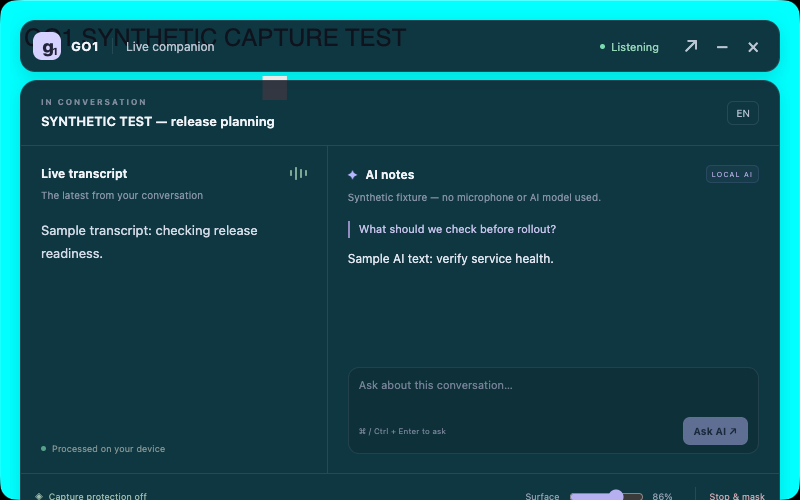 GO1 SYNTHETIC CAPTURE TEST
g1 GO1 Live companion Listening
IN CONVERSATION
SYNTHETIC TEST — release planning
EN
Live transcript
The latest from your conversation
Sample transcript: checking release
readiness.
Processed on your device
AI notes
LOCAL AI
Synthetic fixture — no microphone or AI model used.
What should we check before rollout?
Sample AI text: verify service health.
Ask about this conversation...
⌘ / Ctrl + Enter to ask
Ask AI ↗
Capture protection off
Surface 86% Stop & mask